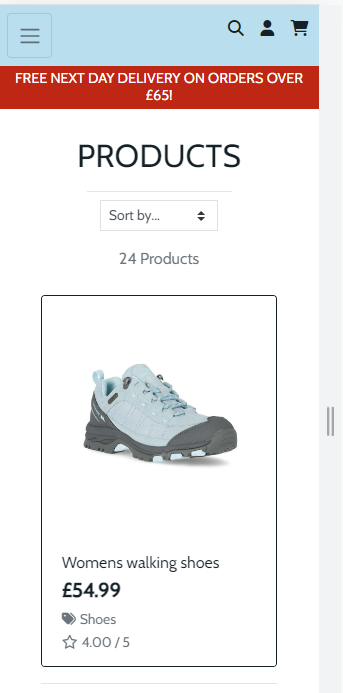 FREE NEXT DAY DELIVERY ON ORDERS OVER
£65!
PRODUCTS
Sort by...
24 Products
Womens walking shoes
£54.99
Shoes
4.00 / 5